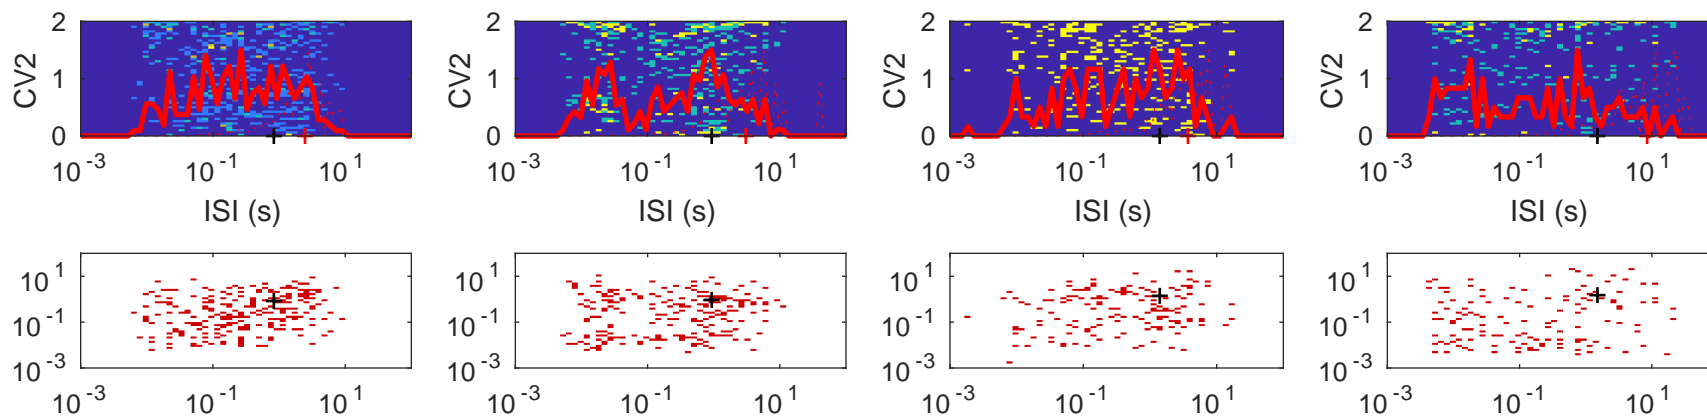 2 2 2 2
CV2 CV2 CV2 CV2
1 1 1 1
0 0 0 0
10^-3 10^-1 10^1 10^-3 10^-1 10^1 10^-3 10^-1 10^1 10^-3 10^-1 10^1
ISI (s) ISI (s) ISI (s) ISI (s)
10^1 10^1 10^1 10^1
10^-1 10^-1 10^-1 10^-1
10^-3 10^-3 10^-3 10^-3
10^-3 10^-1 10^1 10^-3 10^-1 10^1 10^-3 10^-1 10^1 10^-3 10^-1 10^1